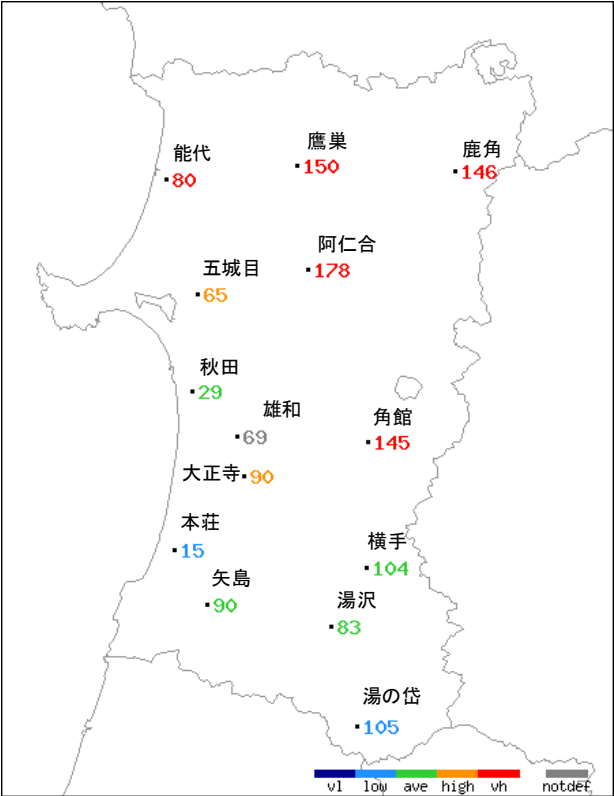 鷹巣
150
能代
80
鹿角
146
阿仁合
178
五城目
65
秋田
29
雄和
69
角館
145
大正寺 90
本荘
15
横手
104
矢島
90
湯沢
83
湯の岱
105
vl low ave high vh notdef